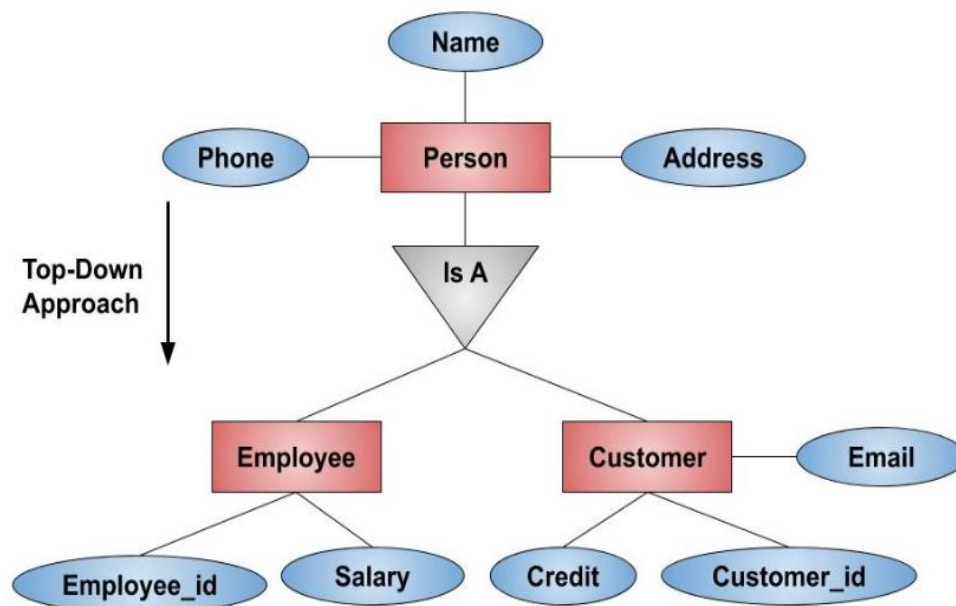 Name
Phone
Person
Address
Is A
Top-Down
Approach
Employee
Customer
Email
Employee_id
Salary
Credit
Customer_id